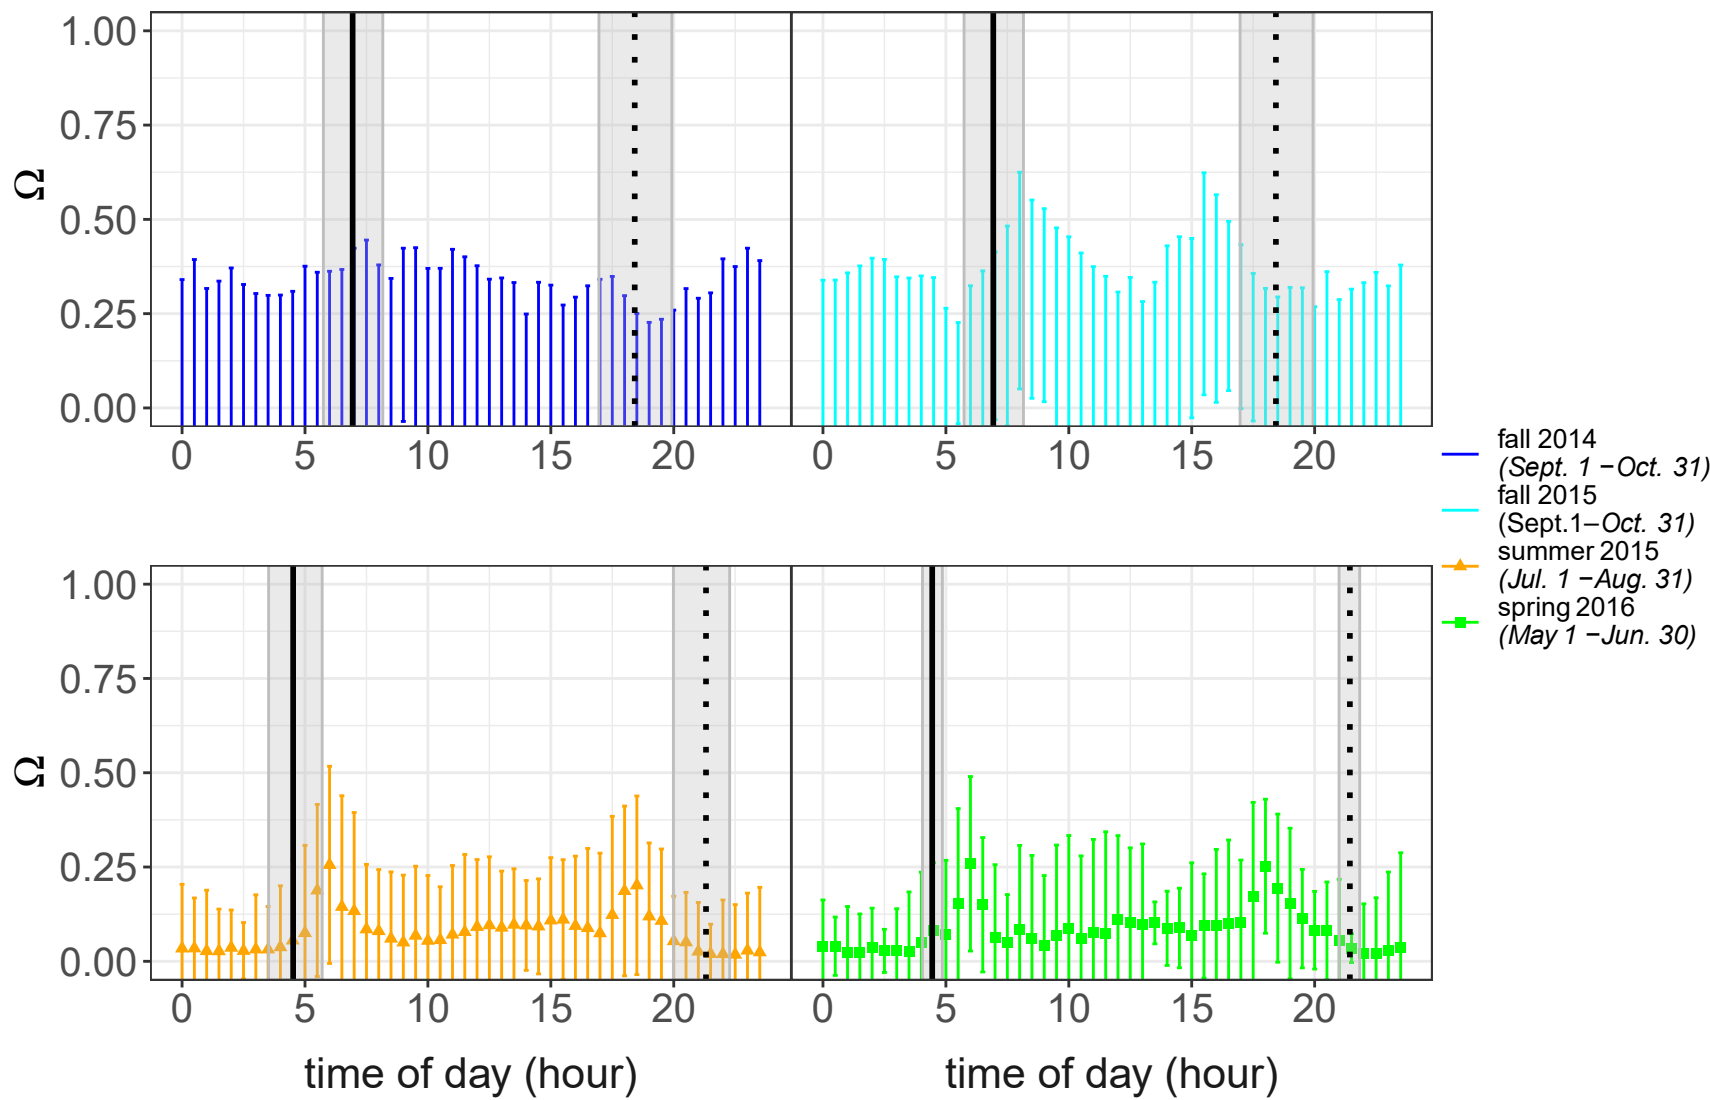 1.00
0.75
0.50
0.25
0.00
Ω
0 5 10 15 20 0 5 10 15 20
fall 2014
(Sept. 1 −Oct. 31)
fall 2015
(Sept.1–Oct. 31)
summer 2015
(Jul. 1 −Aug. 31)
spring 2016
(May 1 −Jun. 30)
1.00
0.75
0.50
0.25
0.00
Ω
0 5 10 15 20 0 5 10 15 20
time of day (hour) time of day (hour)